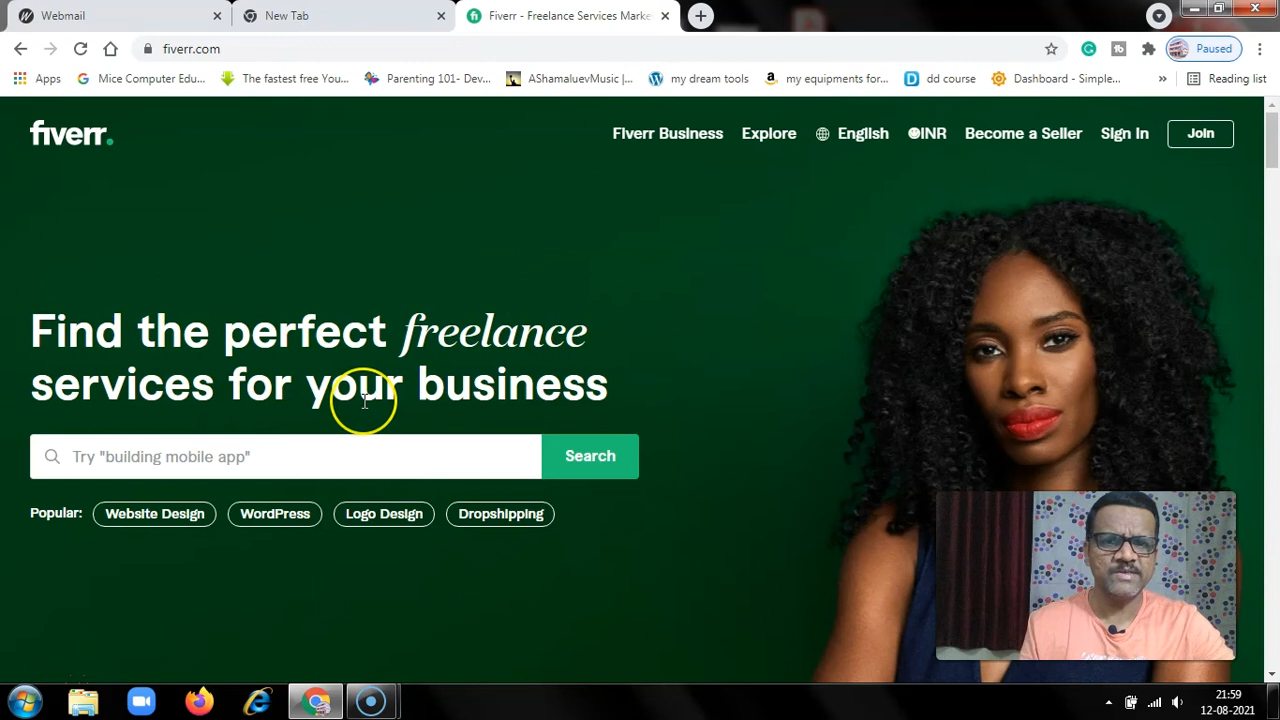 Webmail
New Tab
Fiverr - Freelance Services Marke
fiverr.com
Paused
Apps
Mice Computer Edu...
The fastest free You...
Parenting 101- Dev...
AShamaluevMusic |...
my dream tools
my equipments for...
dd course
Dashboard - Simple...
»
Reading list
fiverr.
Fiverr Business
Explore
English
INR
Become a Seller
Sign In
Join
Find the perfect freelance
services for your business
Try "building mobile app"
Search
Popular:
Website Design
WordPress
Logo Design
Dropshipping
21:59
12-08-2021